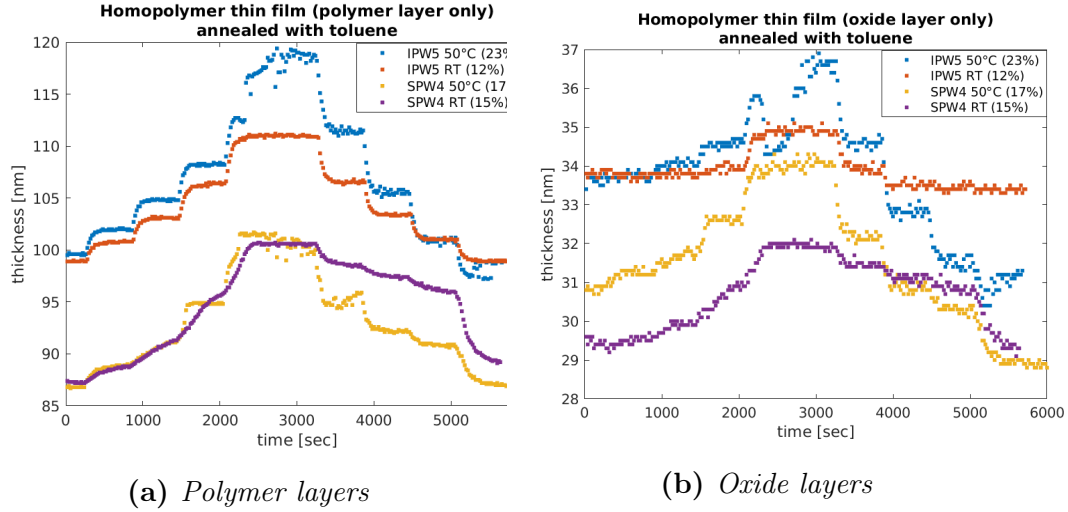 Homopolymer thin film (polymer layer only)
annealed with toluene
120
115
110
105
100
95
90
85
thickness [nm]
0
1000
2000
3000
4000
5000
time [sec]
IPW5 50°C (23%
IPW5 RT (12%)
SPW4 50°C (17
SPW4 RT (15%)
(a) Polymer layers
Homopolymer thin film (oxide layer only)
annealed with toluene
37
36
35
34
33
32
31
30
29
28
thickness [nm]
0
1000
2000
3000
4000
5000
6000
time [sec]
IPW5 50°C (23%)
IPW5 RT (12%)
SPW4 50°C (17%)
SPW4 RT (15%)
(b) Oxide layers